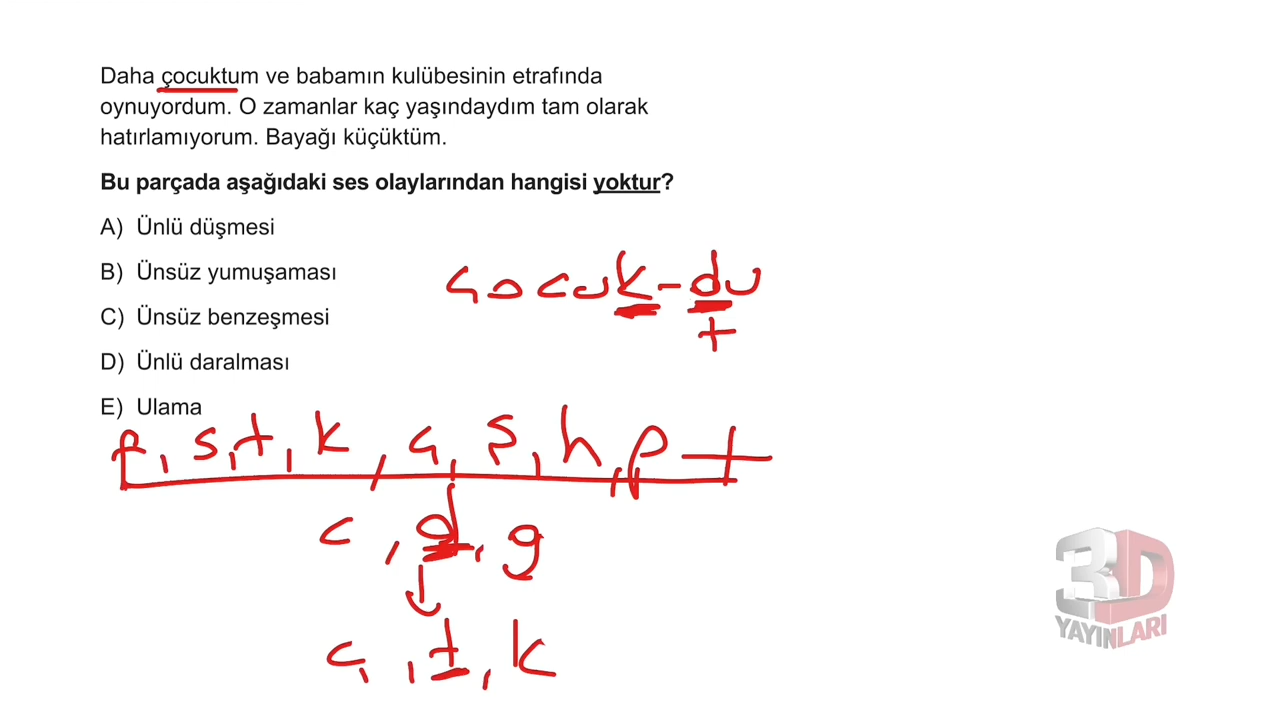 Daha çocuktum ve babamın kulübesinin etrafında
oynuyordum. O zamanlar kaç yaşındaydım tam olarak
hatırlamıyorum. Bayağı küçüktüm.
Bu parçada aşağıdaki ses olaylarından hangisi yoktur?
A) Ünlü düşmesi
B) Ünsüz yumuşaması
C) Ünsüz benzeşmesi
D) Ünlü daralması
E) Ulama
çocuk-du
t
f, s, t, k, ç, ş, h, p
c, d, g
ç, t, k
3D
YAYINLARI